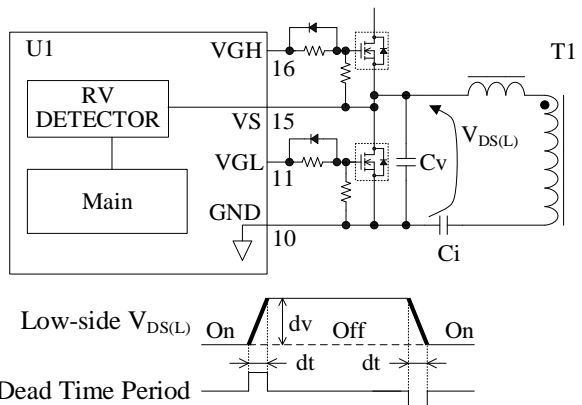 U1
VGH
T1
16
RV
DETECTOR
VS
15
VDS(L)
VGL
11
Cv
Main
GND
10
Ci
Low-side VDS(L)
On
dv
Off
On
dt
dt
Dead Time Period